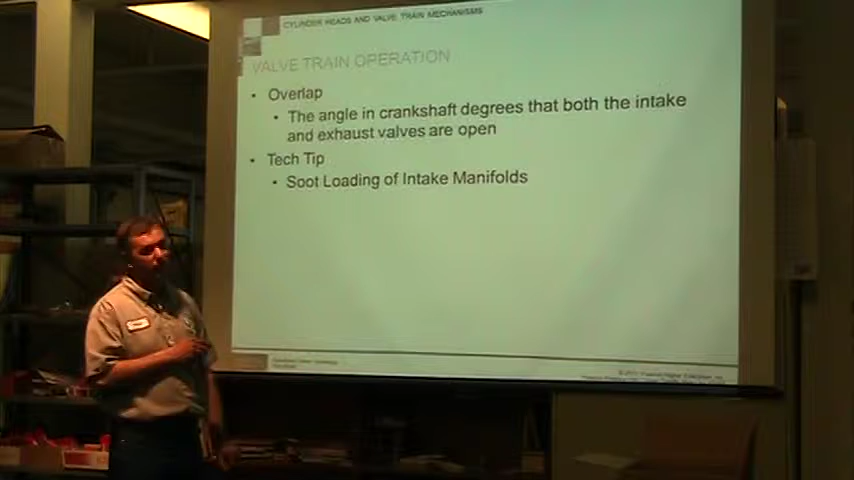 CYLINDER HEADS AND VALVE TRAIN MECHANISMS
VALVE TRAIN OPERATION
• Overlap
• The angle in crankshaft degrees that both the intake
and exhaust valves are open
• Tech Tip
• Soot Loading of Intake Manifolds